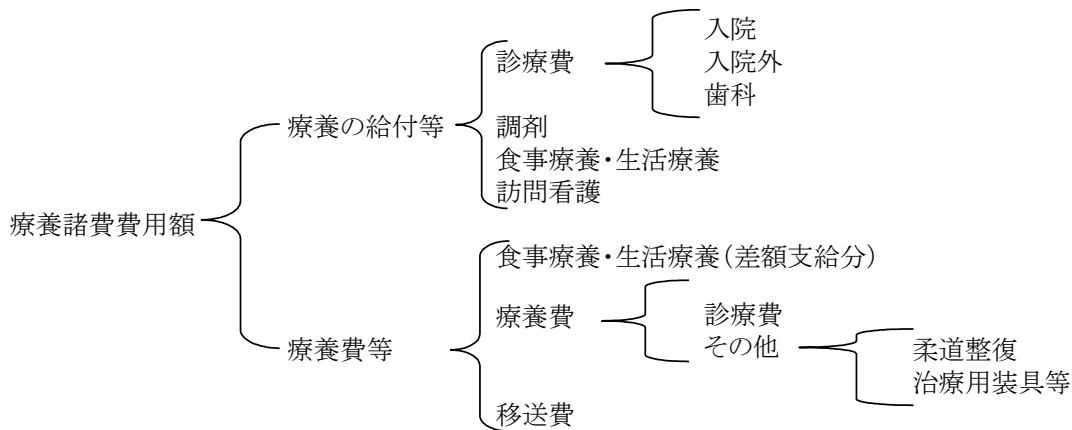 療養諸費費用額
療養の給付等
診療費
入院
入院外
歯科
調剤
食事療養・生活療養
訪問看護
療養費等
食事療養・生活療養(差額支給分)
療養費
診療費
その他
柔道整復
治療用装具等
移送費